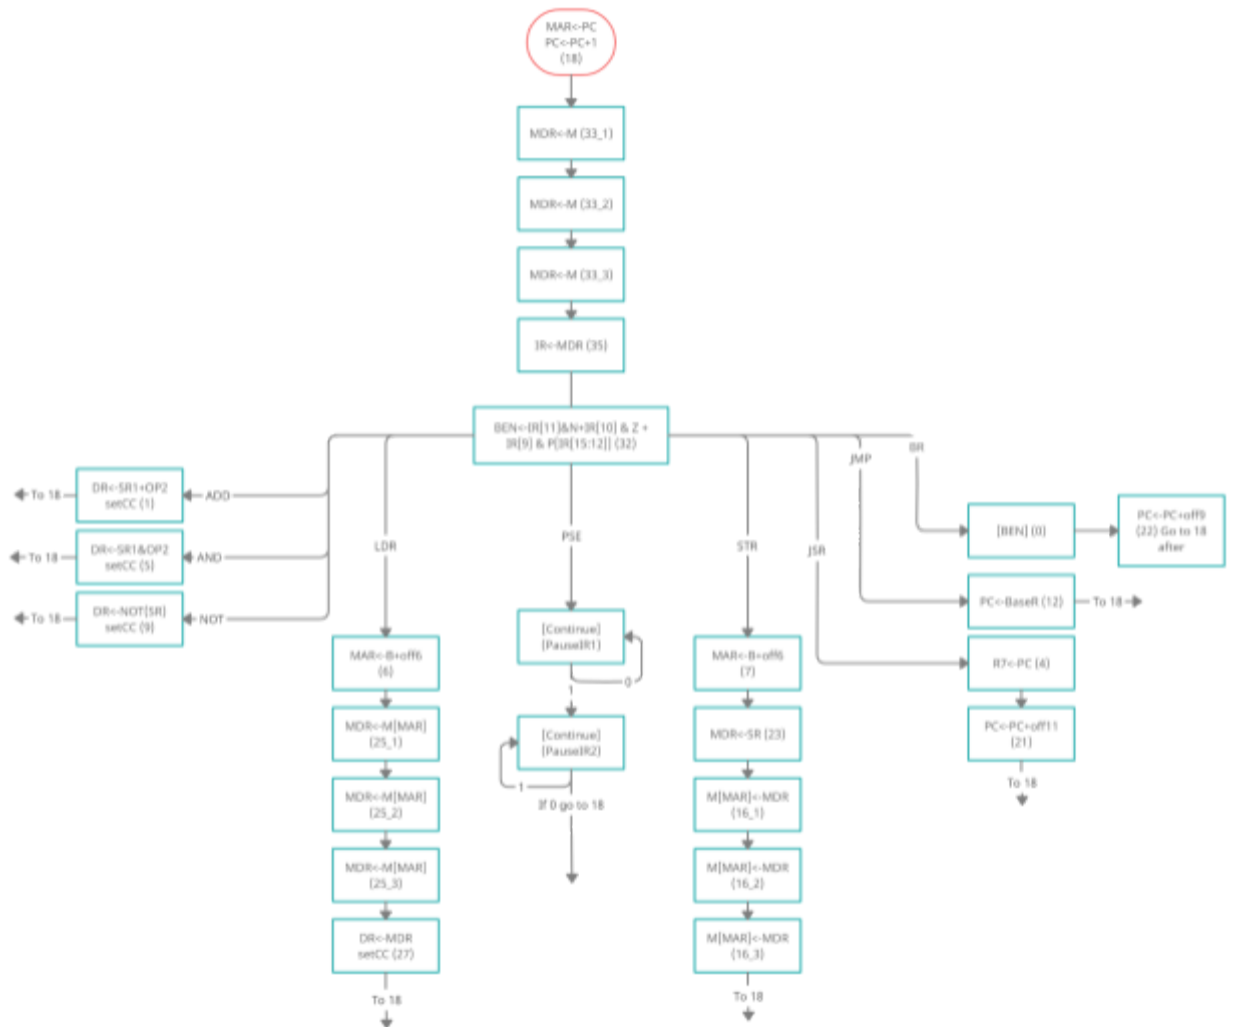 MAR<-PC
PC<-PC+1
(18)
MDR<-M (33_1)
MDR<-M (33_2)
MDR<-M (33_3)
IR<-MDR (35)
BEN<-IR[11]&N+IR[10] & Z +
IR[9] & P[IR[15:12]] (32)
ADD
DR<-SR1+OP2
setCC (1)
To 18
AND
DR<-SR1&OP2
setCC (5)
To 18
NOT
DR<-NOT(SR)
setCC (9)
To 18
LDR
MAR<-B+off6
(6)
MDR<-M[MAR]
(25_1)
MDR<-M[MAR]
(25_2)
MDR<-M[MAR]
(25_3)
DR<-MDR
setCC (27)
To 18
PSE
[Continue]
(PauseIR1)
0
1
[Continue]
(PauseIR2)
1
If 0 go to 18
STR
MAR<-B+off6
(7)
MDR<-SR (23)
M[MAR]<-MDR
(16_1)
M[MAR]<-MDR
(16_2)
M[MAR]<-MDR
(16_3)
To 18
JSR
R7<-PC (4)
PC<-PC+off11
(21)
To 18
JMP
PC<-BaseR (12)
To 18
BR
[BEN] (0)
PC<-PC+off9
(22) Go to 18
after